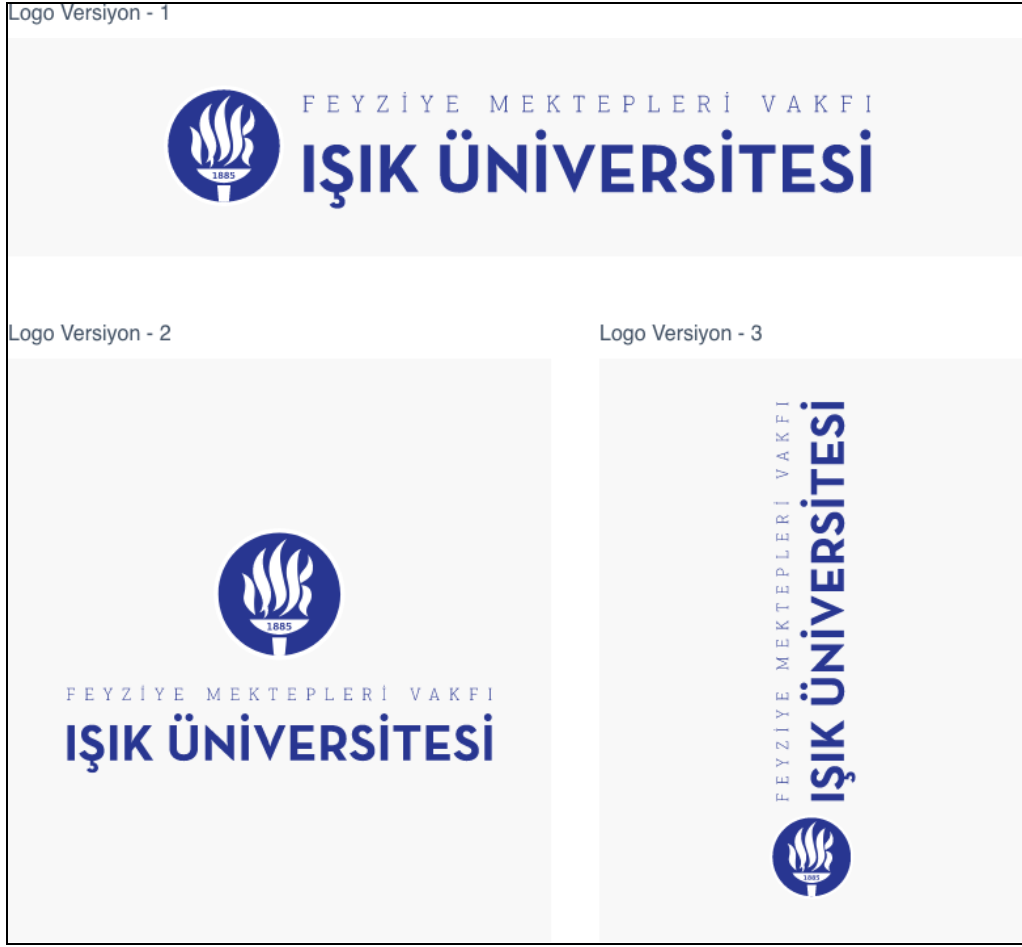 Logo Versiyon - 1
FEYZİYE MEKTEPLERİ VAKFI
IŞIK ÜNİVERSİTESİ
1885
Logo Versiyon - 2
1885
FEYZİYE MEKTEPLERİ VAKFI
IŞIK ÜNİVERSİTESİ
Logo Versiyon - 3
FEYZİYE MEKTEPLERİ VAKFI
IŞIK ÜNİVERSİTESİ
1885